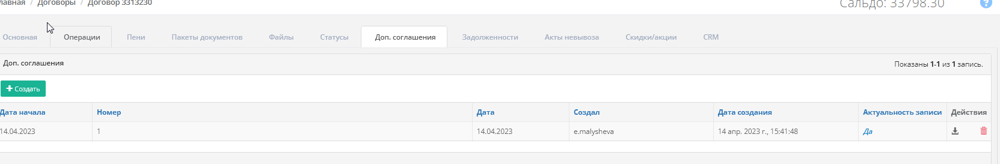 лавная / Договоры / Договор 3313230
Сальдо: 33798.30 ?
Основная Операции Пени Пакеты документов Файлы Статусы Доп. соглашения Задолженности Акты невывоза Скидки/акции CRM
Доп. соглашения Показаны 1-1 из 1 запись.
+ Создать
Дата начала Номер Дата Создал Дата создания Актуальность записи Действия
14.04.2023 1 14.04.2023 e.malysheva 14 апр. 2023 г., 15:41:48 Да